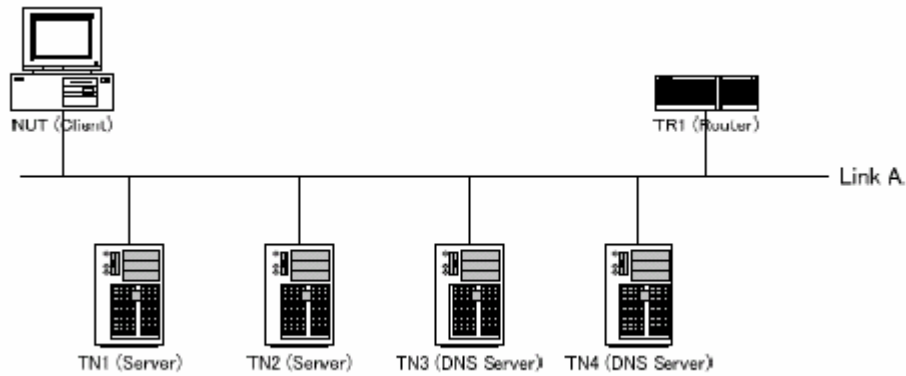 NUT (Client)
TR1 (Router)
Link A.
TN1 (Server)
TN2 (Server)
TN3 (DNS Server)
TN4 (DNS Server)